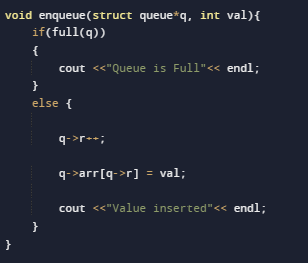 void enqueue(struct queue*q, int val){
    if(full(q))
    {
        cout <<"Queue is Full"<< endl;
    }
    else {
        q->r++;
        q->arr[q->r] = val;
        cout <<"Value inserted"<< endl;
    }
}